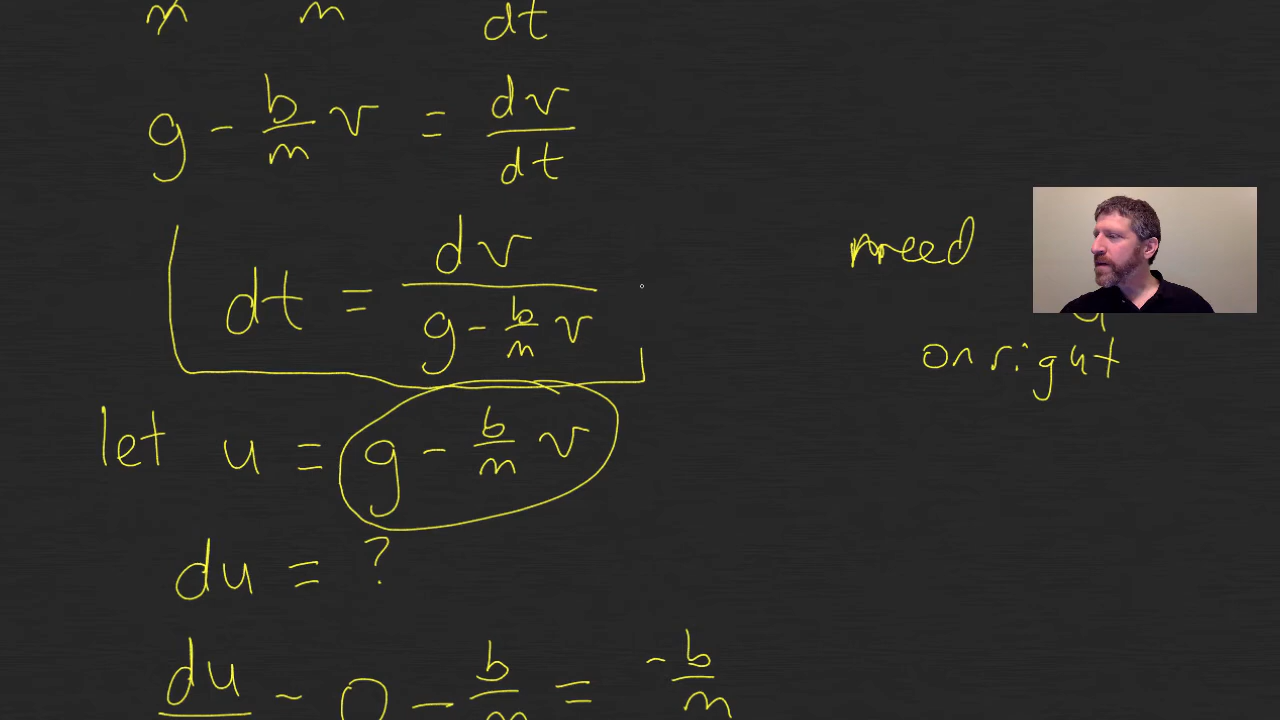 m m dt
g - b/m v = dv/dt
dt = dv/(g - b/m v)
need
on right
let u = g - b/m v
du = ?
du - 0 - b/m = -b/m